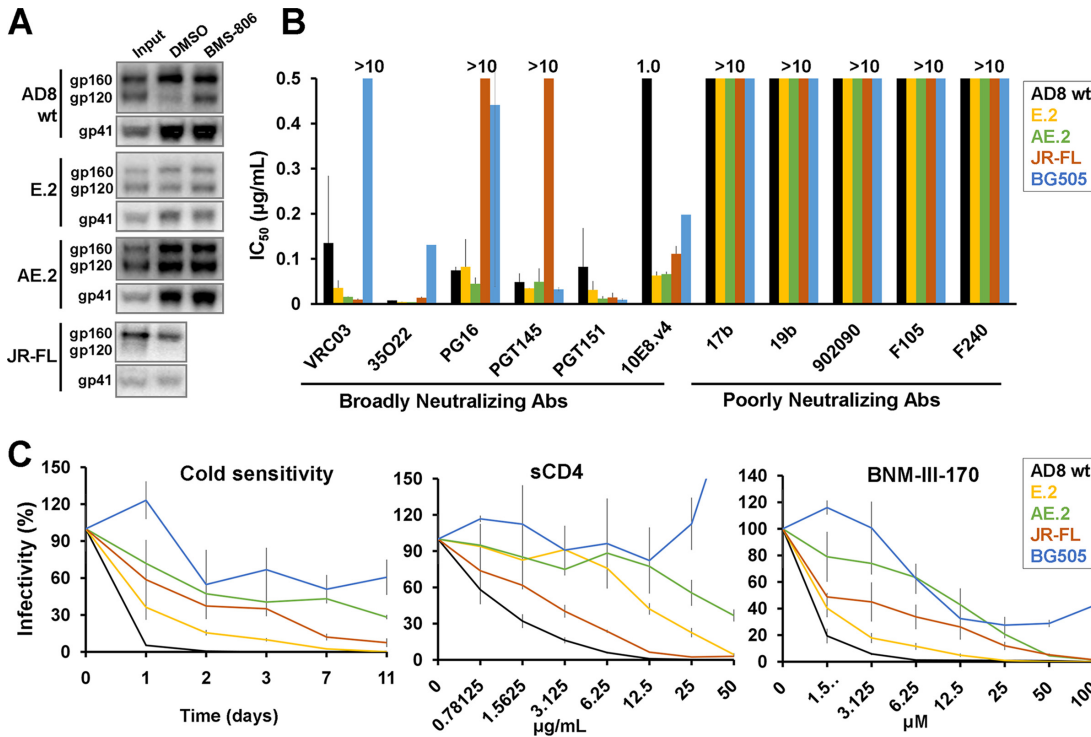 A
Input DMSO BMS-806
AD8 wt
gp160
gp120
gp41
E.2
gp160
gp120
gp41
AE.2
gp160
gp120
gp41
JR-FL
gp160
gp120
gp41
B
>10 >10 >10 1.0 >10 >10 >10 >10 >10
IC50 (µg/mL)
0.5
0.4
0.3
0.2
0.1
0
VRC03 35O22 PG16 PGT145 PGT151 10E8.v4 17b 19b 902090 F105 F240
Broadly Neutralizing Abs Poorly Neutralizing Abs
AD8 wt
E.2
AE.2
JR-FL
BG505
C
Cold sensitivity
Infectivity (%)
150
120
90
60
30
0
0 1 2 3 7 11
Time (days)
sCD4
150
120
90
60
30
0
0 0.78125 1.5625 3.125 6.25 12.5 25 50
µg/mL
BNM-III-170
140
120
100
80
60
40
20
0
0 1.5.. 3.125 6.25 12.5 25 50 100
µM
AD8 wt
E.2
AE.2
JR-FL
BG505